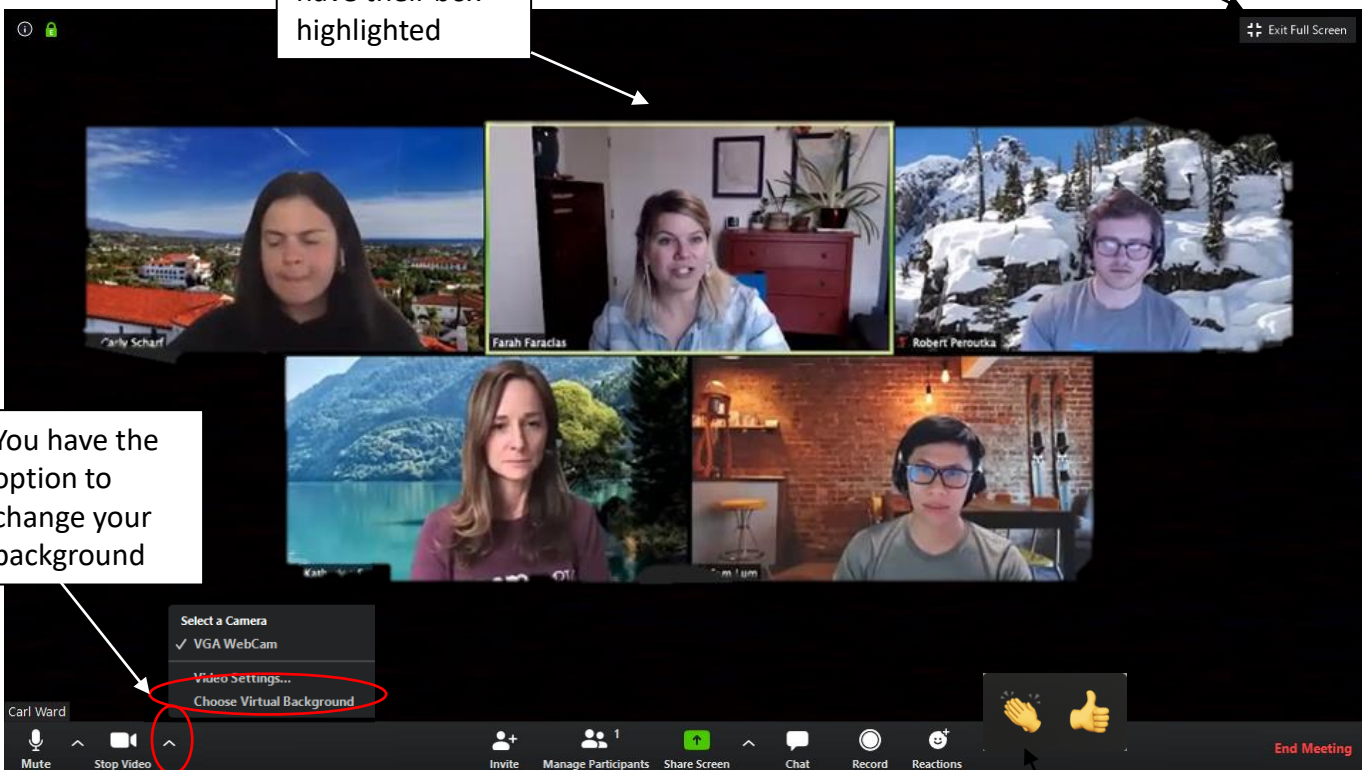 have their box
highlighted
Exit Full Screen
Carly Scharf
Farah Faraclas
Robert Peroutka
You have the
option to
change your
background
Lum
Select a Camera
✓ VGA WebCam
Video Settings...
Choose Virtual Background
Carl Ward
Mute
Stop Video
Invite
Manage Participants
1
Share Screen
Chat
Record
Reactions
End Meeting